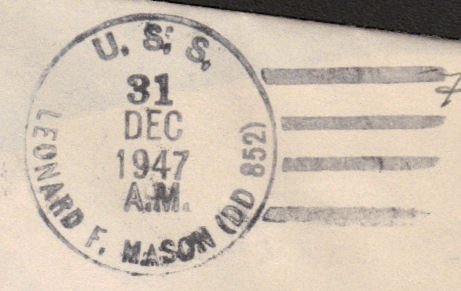 U. S. S.
LEONARD F. MASON (DD 852)
31
DEC
1947
A.M.